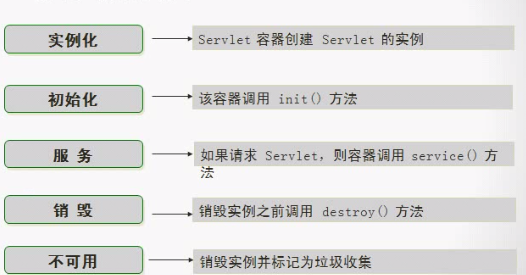 实例化
Servlet 容器创建 Servlet 的实例
初始化
该容器调用 init() 方法
服 务
如果请求 Servlet，则容器调用 service() 方
法
销 毁
销毁实例之前调用 destroy() 方法
不可用
销毁实例并标记为垃圾收集